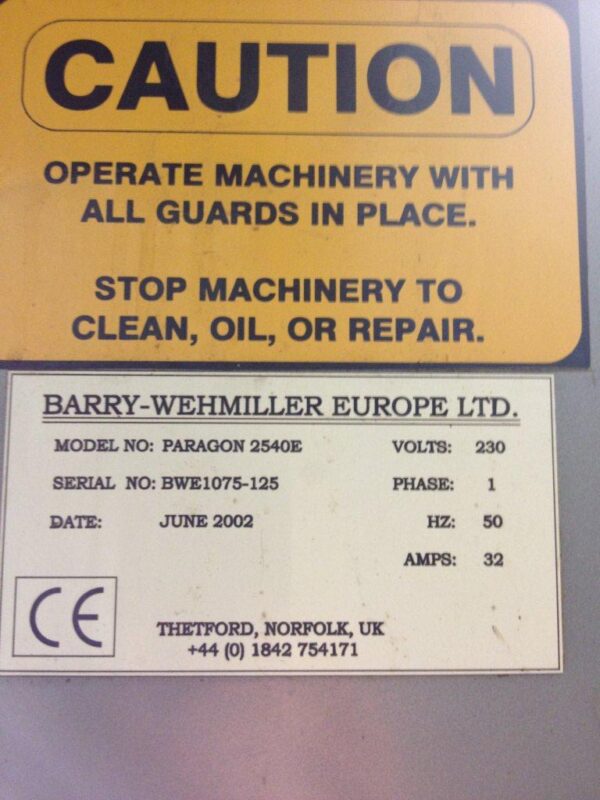 CAUTION
OPERATE MACHINERY WITH
ALL GUARDS IN PLACE.
STOP MACHINERY TO
CLEAN, OIL, OR REPAIR.
BARRY-WEHMILLER EUROPE LTD.
MODEL NO: PARAGON 2540E VOLTS: 230
SERIAL NO: BWE1075-125 PHASE: 1
DATE: JUNE 2002 HZ: 50
AMPS: 32
CE
THETFORD, NORFOLK, UK
+44 (0) 1842 754171